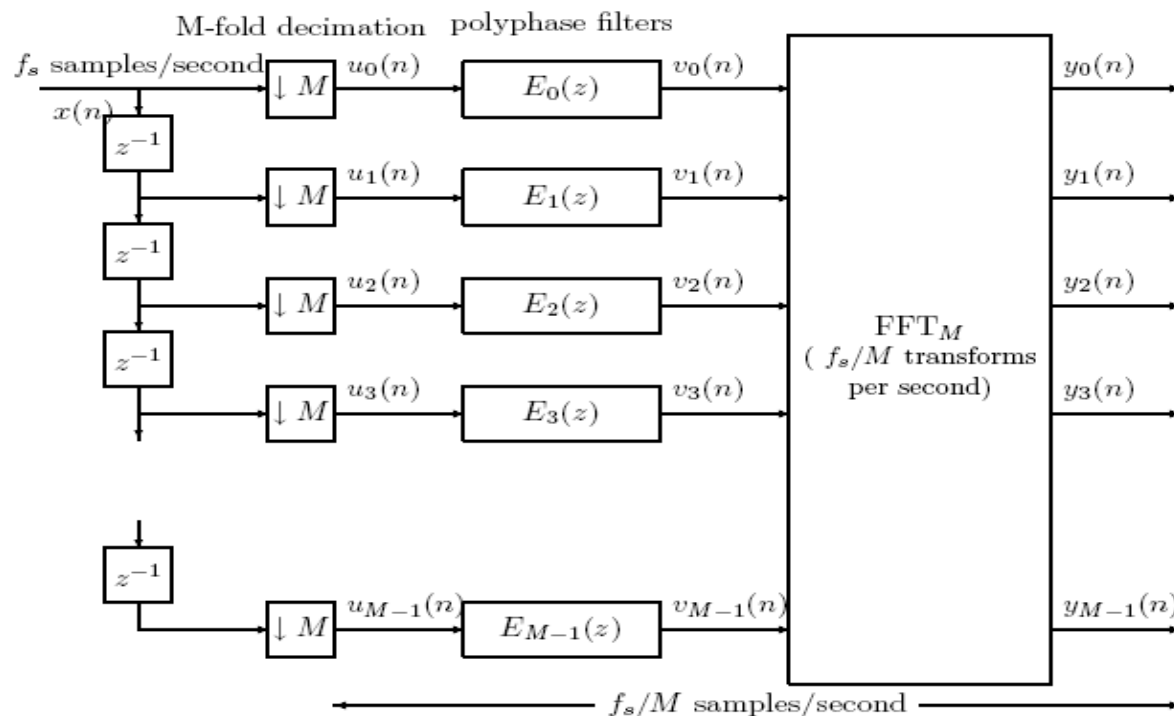 M-fold decimation polyphase filters
f_s samples/second
x(n)
↓ M u_0(n) E_0(z) v_0(n) y_0(n)
z^{-1}
↓ M u_1(n) E_1(z) v_1(n) y_1(n)
z^{-1}
↓ M u_2(n) E_2(z) v_2(n) y_2(n)
z^{-1}
↓ M u_3(n) E_3(z) v_3(n) y_3(n)
FFT_M
( f_s/M transforms
per second)
z^{-1}
↓ M u_{M−1}(n) E_{M−1}(z) v_{M−1}(n) y_{M−1}(n)
f_s/M samples/second